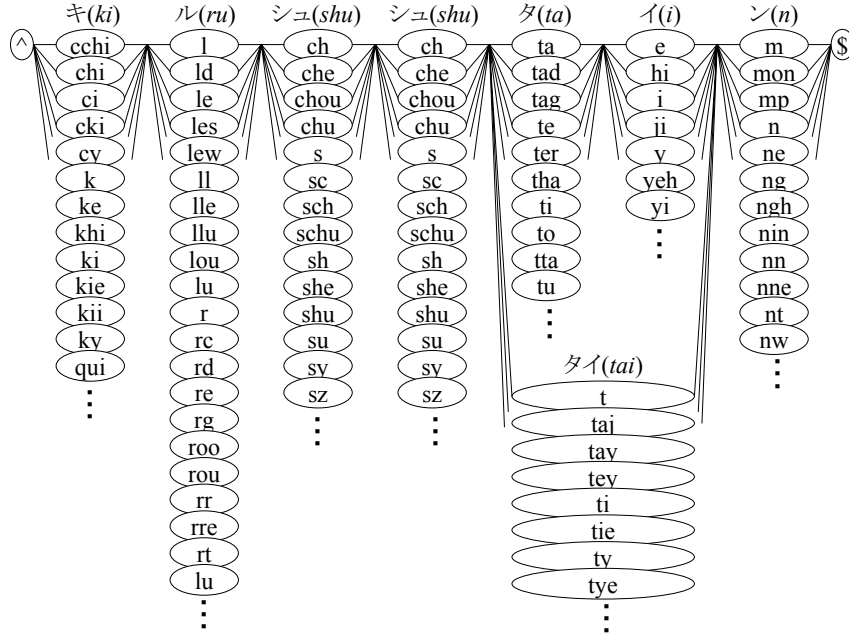 ^
キ(ki)
cchi
chi
ci
cki
cy
k
ke
khi
ki
kie
kii
ky
qui
ル(ru)
l
ld
le
les
lew
ll
lle
llu
lou
lu
r
rc
rd
re
rg
roo
rou
rr
rre
rt
lu
シュ(shu)
ch
che
chou
chu
s
sc
sch
schu
sh
she
shu
su
sy
sz
シュ(shu)
ch
che
chou
chu
s
sc
sch
schu
sh
she
shu
su
sy
sz
タ(ta)
ta
tad
tag
te
ter
tha
ti
to
tta
tu
イ(i)
e
hi
i
ji
y
yeh
yi
タイ(tai)
t
taj
tay
tey
ti
tie
ty
tye
ン(n)
m
mon
mp
n
ne
ng
ngh
nin
nn
nne
nt
nw
$